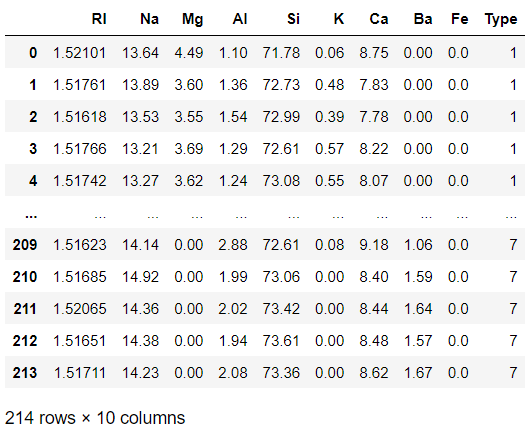 RI Na Mg Al Si K Ca Ba Fe Type
0 1.52101 13.64 4.49 1.10 71.78 0.06 8.75 0.00 0.0 1
1 1.51761 13.89 3.60 1.36 72.73 0.48 7.83 0.00 0.0 1
2 1.51618 13.53 3.55 1.54 72.99 0.39 7.78 0.00 0.0 1
3 1.51766 13.21 3.69 1.29 72.61 0.57 8.22 0.00 0.0 1
4 1.51742 13.27 3.62 1.24 73.08 0.55 8.07 0.00 0.0 1
... ... ... ... ... ... ... ... ... ... ...
209 1.51623 14.14 0.00 2.88 72.61 0.08 9.18 1.06 0.0 7
210 1.51685 14.92 0.00 1.99 73.06 0.00 8.40 1.59 0.0 7
211 1.52065 14.36 0.00 2.02 73.42 0.00 8.44 1.64 0.0 7
212 1.51651 14.38 0.00 1.94 73.61 0.00 8.48 1.57 0.0 7
213 1.51711 14.23 0.00 2.08 73.36 0.00 8.62 1.67 0.0 7
214 rows × 10 columns